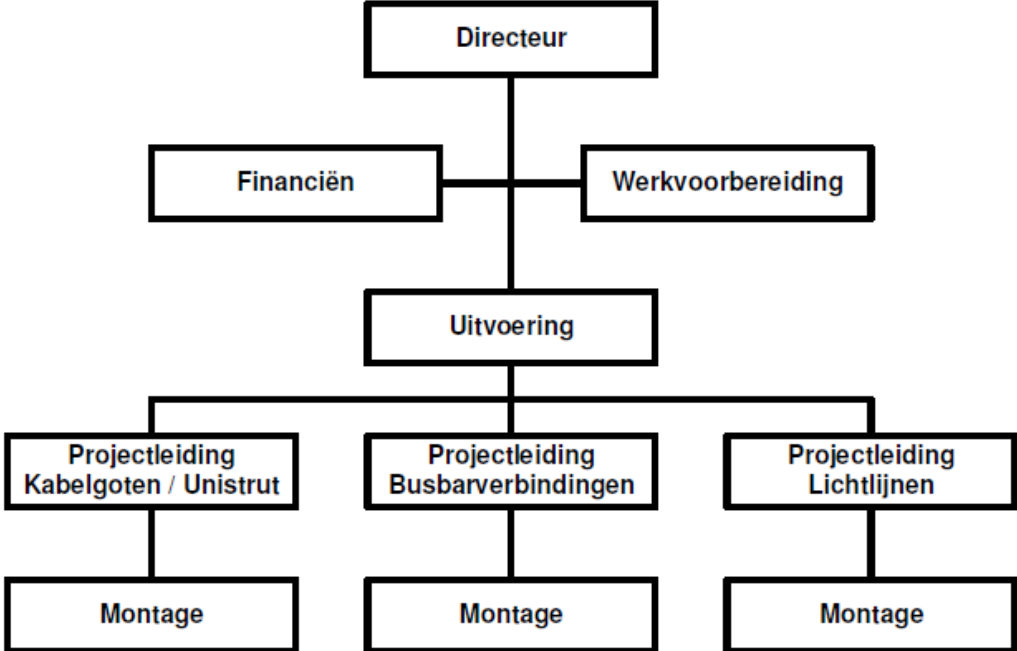 Directeur
Financiën
Werkvoorbereiding
Uitvoering
Projectleiding
Kabelgoten / Unistrut
Projectleiding
Busbarverbindingen
Projectleiding
Lichtlijnen
Montage
Montage
Montage